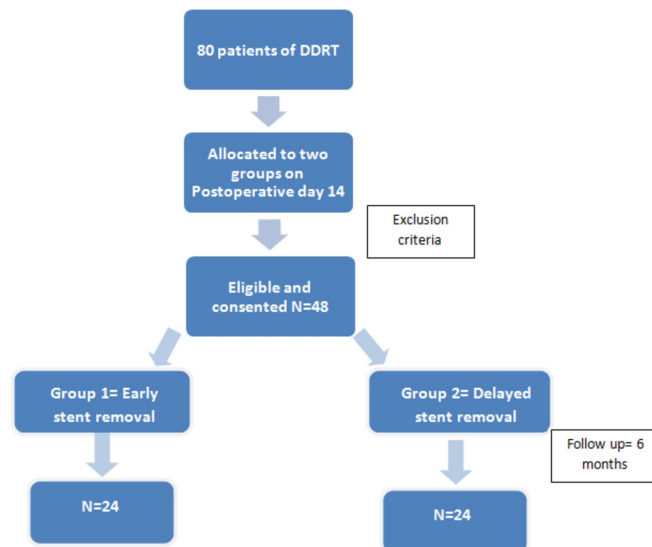 80 patients of DDRT
Allocated to two
groups on
Postoperative day 14
Exclusion
criteria
Eligible and
consented N=48
Group 1= Early
stent removal
Group 2= Delayed
stent removal
Follow up= 6
months
N=24
N=24